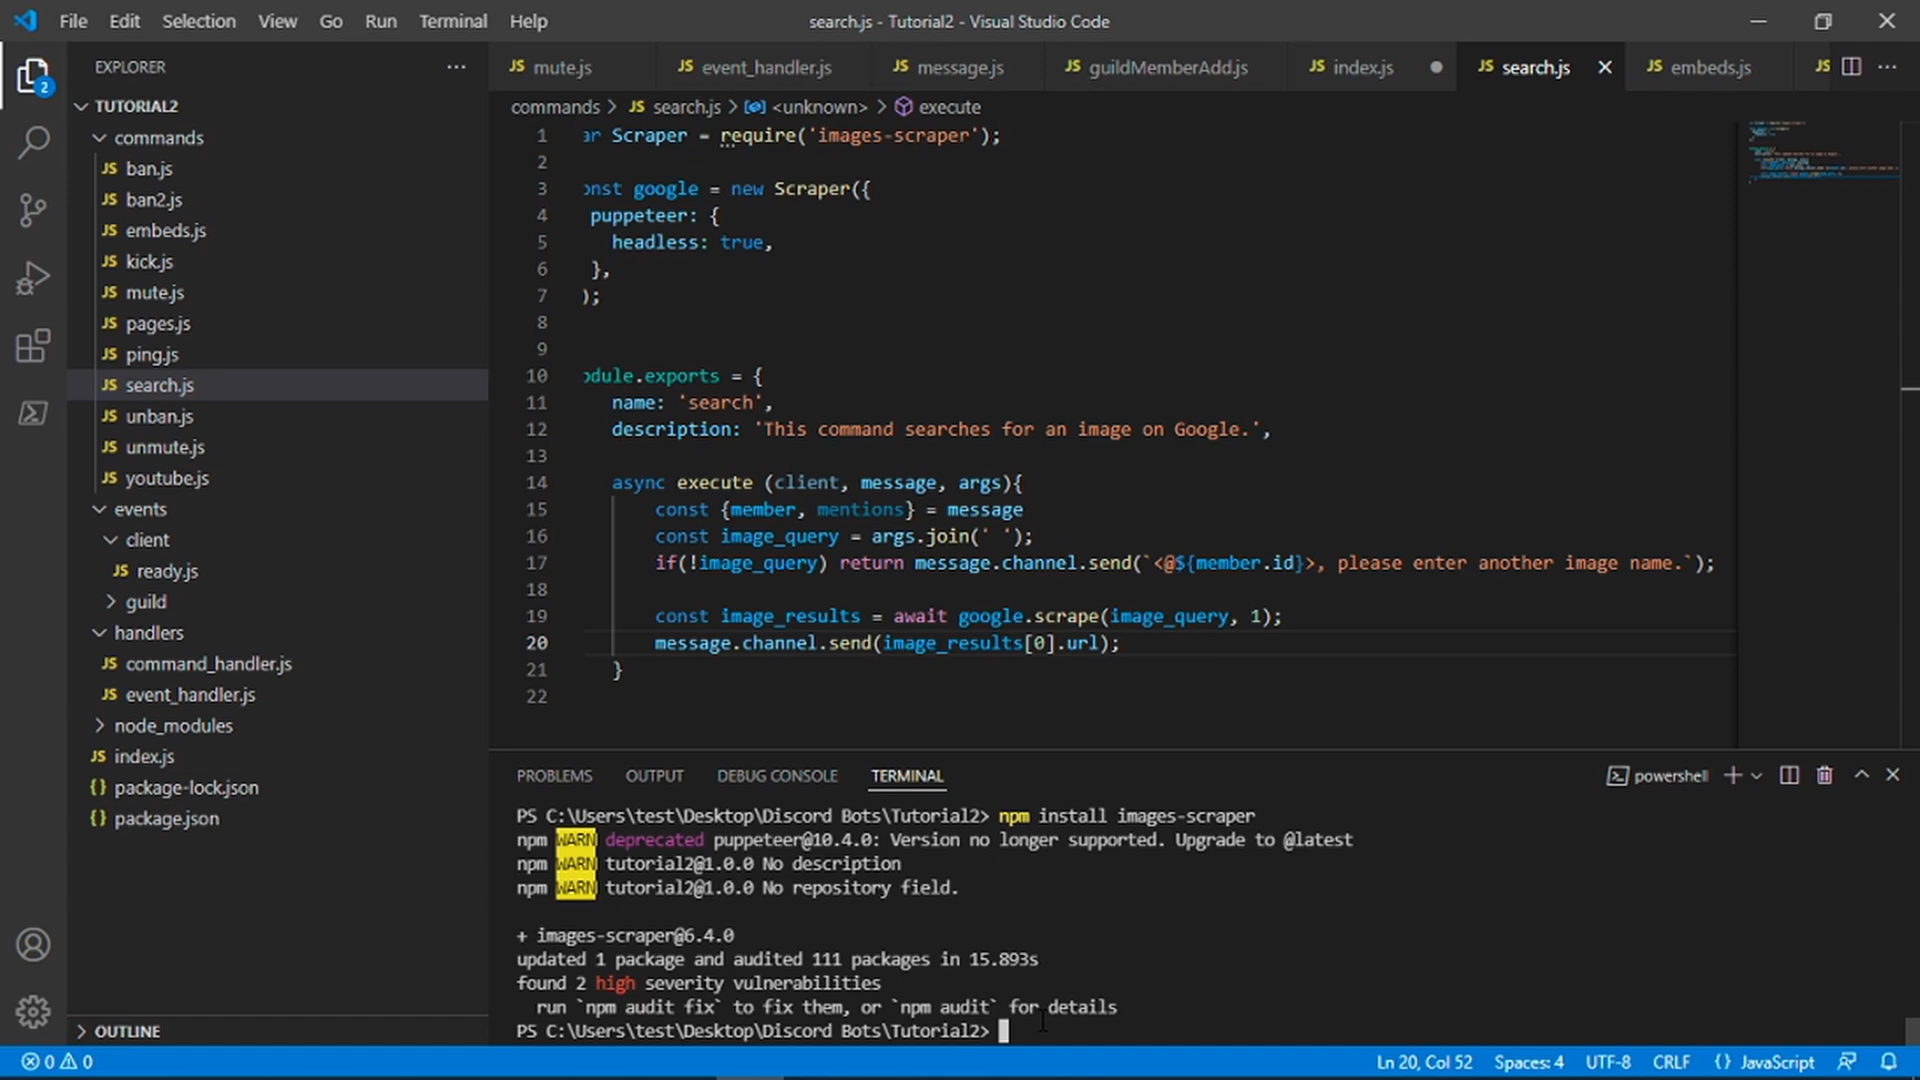 File Edit Selection View Go Run Terminal Help
search.js - Tutorial2 - Visual Studio Code
EXPLORER
JS mute.js JS event_handler.js JS message.js JS guildMemberAdd.js JS index.js JS search.js JS embeds.js JS
2
TUTORIAL2
commands > JS search.js > <unknown> > execute
commands
JS ban.js
JS ban2.js
JS embeds.js
JS kick.js
JS mute.js
JS pages.js
JS ping.js
JS search.js
JS unban.js
JS unmute.js
JS youtube.js
events
client
JS ready.js
guild
handlers
JS command_handler.js
JS event_handler.js
node_modules
JS index.js
{} package-lock.json
{} package.json
OUTLINE
1 ar Scraper = require('images-scraper');
2
3 onst google = new Scraper({
4 puppeteer: {
5 headless: true,
6 },
7 );
8
9
10 odule.exports = {
11 name: 'search',
12 description: 'This command searches for an image on Google.',
13
14 async execute (client, message, args){
15 const {member, mentions} = message
16 const image_query = args.join(' ');
17 if(!image_query) return message.channel.send(`<@${member.id}>, please enter another image name.`);
18
19 const image_results = await google.scrape(image_query, 1);
20 message.channel.send(image_results[0].url);
21 }
22
PROBLEMS OUTPUT DEBUG CONSOLE TERMINAL
powershell
PS C:\Users\test\Desktop\Discord Bots\Tutorial2> npm install images-scraper
npm WARN deprecated puppeteer@10.4.0: Version no longer supported. Upgrade to @latest
npm WARN tutorial2@1.0.0 No description
npm WARN tutorial2@1.0.0 No repository field.
+ images-scraper@6.4.0
updated 1 package and audited 111 packages in 15.893s
found 2 high severity vulnerabilities
run `npm audit fix` to fix them, or `npm audit` for details
PS C:\Users\test\Desktop\Discord Bots\Tutorial2>
0 0
Ln 20, Col 52 Spaces: 4 UTF-8 CRLF {} JavaScript